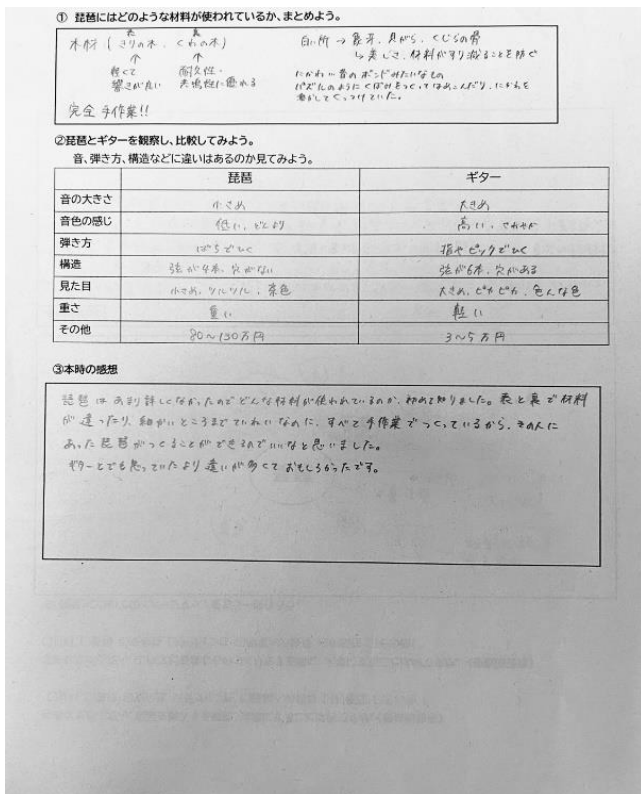 ① 琵琶にはどのような材料が使われているか、まとめよう。
表 裏
木材 ( きりの木、くわの木)
↑ ↑
軽くて 耐久性・
響きが良い 共鳴性に優れる
完全 手作業!!
白い所 → 象牙、貝がら、くじらの骨
↳ 美しさ、材料がすり減ることを防ぐ
にかわ い 昔の ボンドみたいなもの
パズルのように くぼみをつくってはめこんだり、にかわを
溶かしてくっつけていた。
②琵琶とギターを観察し、比較してみよう。
音、弾き方、構造などに違いはあるのか見てみよう。
琵琶 ギター
音の大きさ 小さめ 大きめ
音色の感じ 低い、どんより 高い、さわやか
弾き方 ばちでひく 指やピックでひく
構造 弦が4本、穴がない 弦が6本、穴がある
見た目 小さめ、ツルツル、茶色 大きめ、ピカピカ、色んな色
重さ 重い 軽い
その他 80〜130万円 3〜5万円
③本時の感想
琵琶は あまり詳しくなかったのでどんな材料が使われているのか、初めて知りました。表と裏で材料
が違ったり、細かいところまでていねいなのに、すべて手作業でつくっているから、その人に
あった琵琶がつくることができるのでいいなと思いました。
ギターとでも思っていたより違いが多くておもしろかったです。